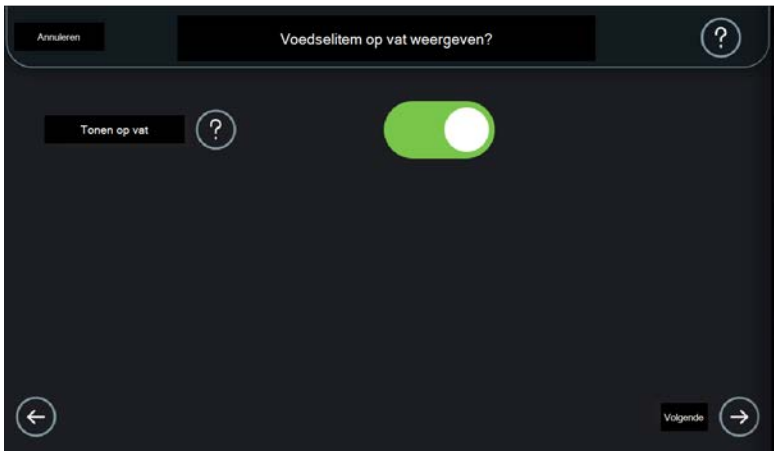 Annuleren
Voedselitem op vat weergeven?
?
Tonen op vat
?
Volgende